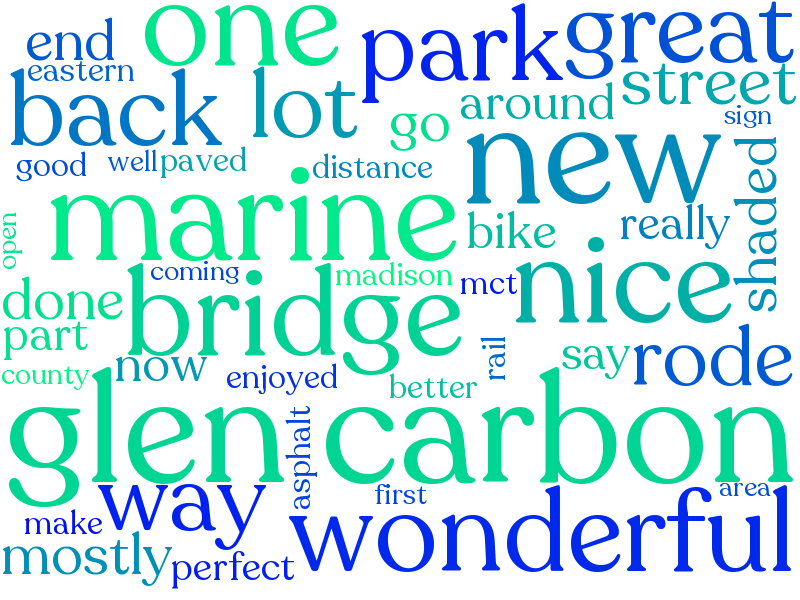 end one park great
eastern street
back lot go around sign
good well paved distance new shaded
open marine bike really
coming madison mct nice
done bridge
part rail say rode
county now enjoyed better
glen carbon
asphalt first area
make way wonderful
mostly perfect